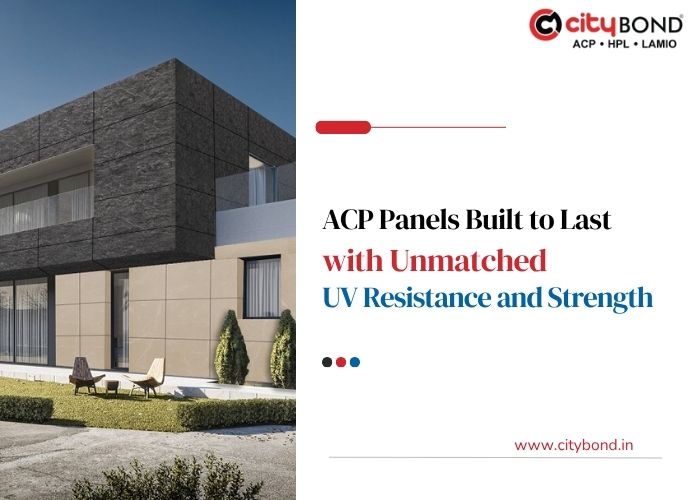 cityBOND®
ACP • HPL • LAMIO
ACP Panels Built to Last
with Unmatched
UV Resistance and Strength
www.citybond.in